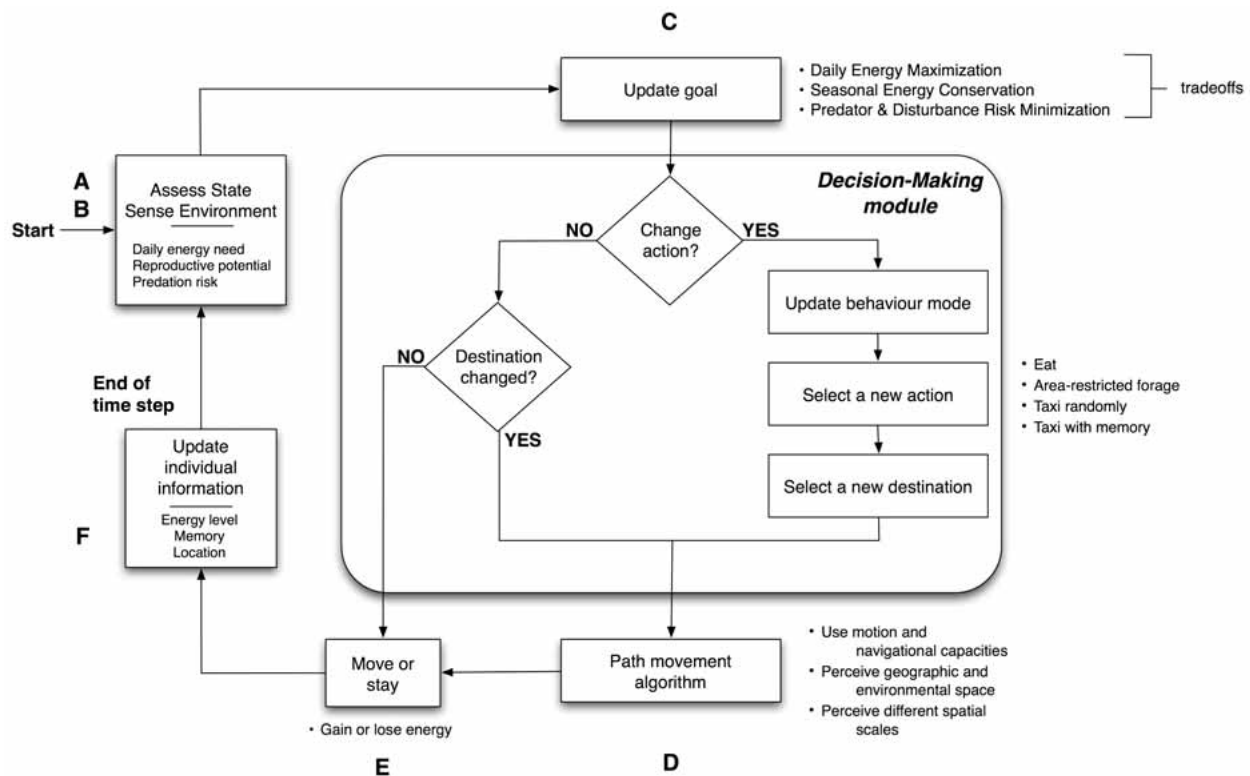 C
Update goal
• Daily Energy Maximization
• Seasonal Energy Conservation
• Predator & Disturbance Risk Minimization
tradeoffs
A
B
Start
Assess State
Sense Environment
Daily energy need
Reproductive potential
Predation risk
Decision-Making
module
Change
action?
NO
YES
Update behaviour mode
Select a new action
Select a new destination
• Eat
• Area-restricted forage
• Taxi randomly
• Taxi with memory
Destination
changed?
NO
YES
End of
time step
Update
individual
information
Energy level
Memory
Location
F
Move or
stay
• Gain or lose energy
E
Path movement
algorithm
• Use motion and
navigational capacities
• Perceive geographic and
environmental space
• Perceive different spatial
scales
D